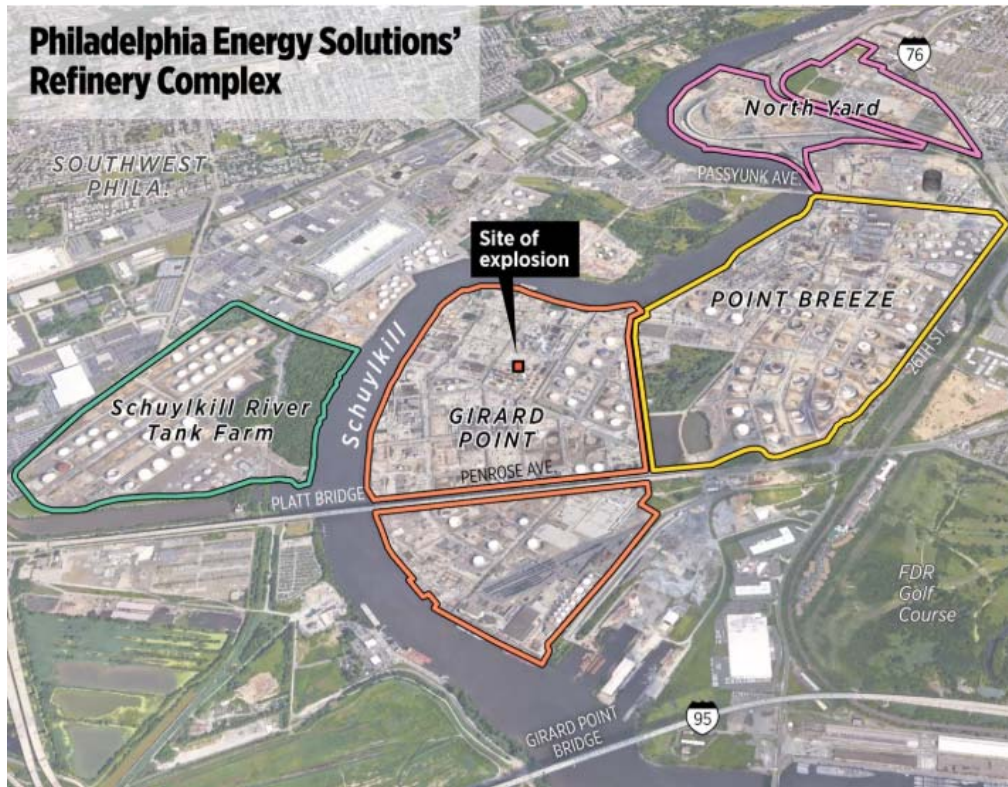 Philadelphia Energy Solutions'
Refinery Complex
76
North Yard
SOUTHWEST
PHILA.
PASSYUNK AVE.
Site of
explosion
POINT BREEZE
26TH ST.
Schuylkill
Schuylkill River
Tank Farm
GIRARD
POINT
PENROSE AVE.
PLATT BRIDGE
FDR
Golf
Course
95
GIRARD POINT
BRIDGE